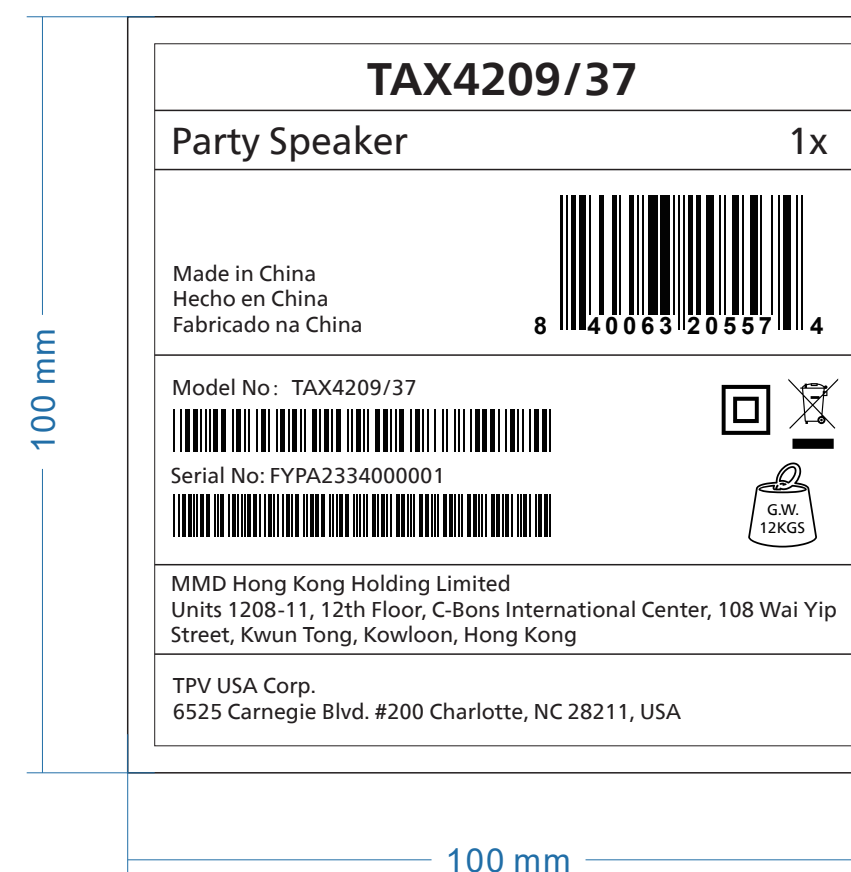 TAX4209/37
Party Speaker 1x
Made in China
Hecho en China
Fabricado na China
8 40063 20557 4
100 mm
Model No: TAX4209/37
Serial No: FYPA2334000001
G.W.
12KGS
MMD Hong Kong Holding Limited
Units 1208-11, 12th Floor, C-Bons International Center, 108 Wai Yip
Street, Kwun Tong, Kowloon, Hong Kong
TPV USA Corp.
6525 Carnegie Blvd. #200 Charlotte, NC 28211, USA
100 mm